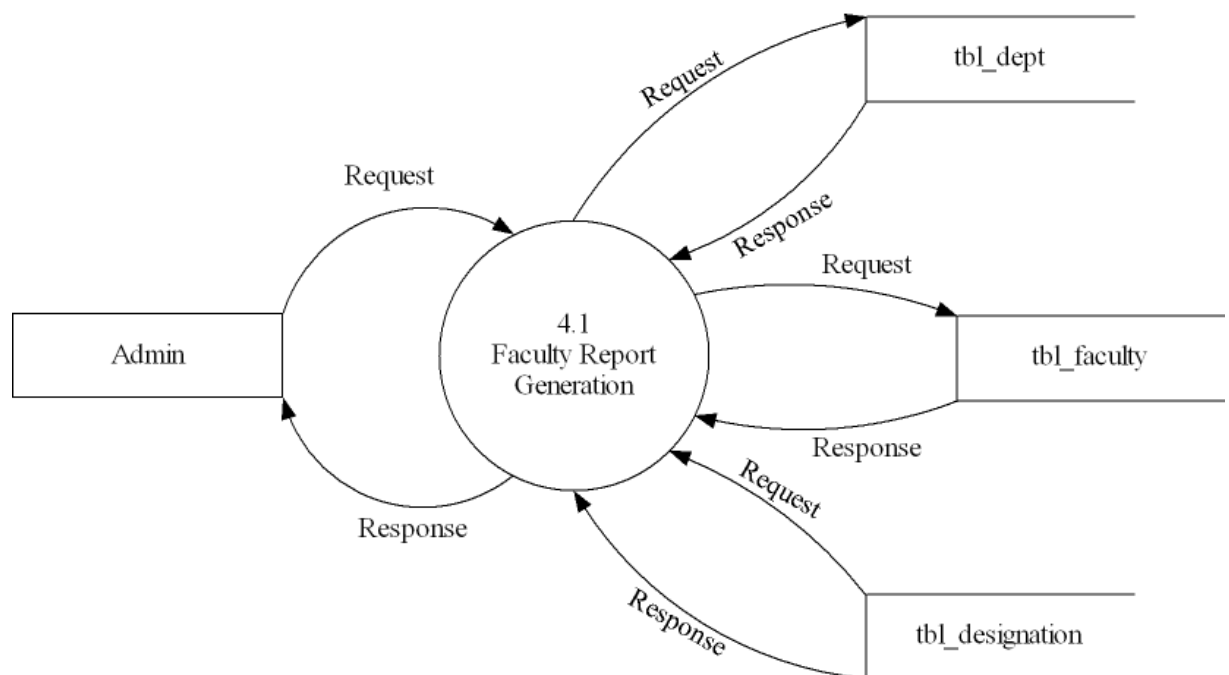 Request
tbl_dept
Request
Response
Request
Admin
4.1
Faculty Report
Generation
tbl_faculty
Response
Request
Response
Response
tbl_designation